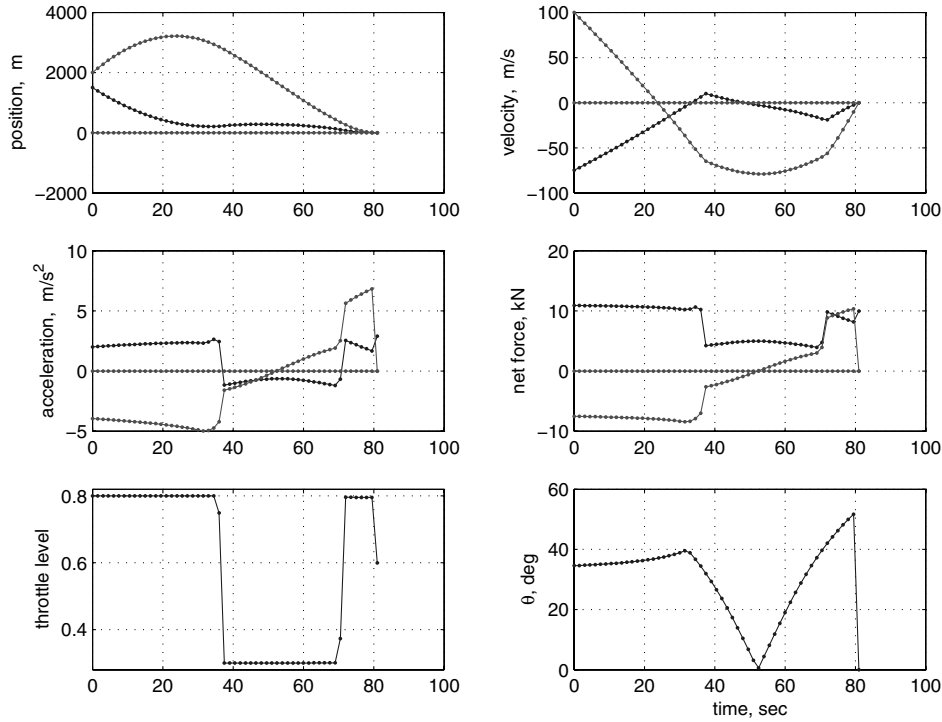 4000
2000
0
−2000
0 20 40 60 80 100
position, m
100
50
0
−50
−100
0 20 40 60 80 100
velocity, m/s
10
5
0
−5
0 20 40 60 80 100
acceleration, m/s²
20
10
0
−10
0 20 40 60 80 100
net force, kN
0.8
0.6
0.4
0 20 40 60 80 100
throttle level
60
40
20
0
0 20 40 60 80 100
θ, deg
time, sec